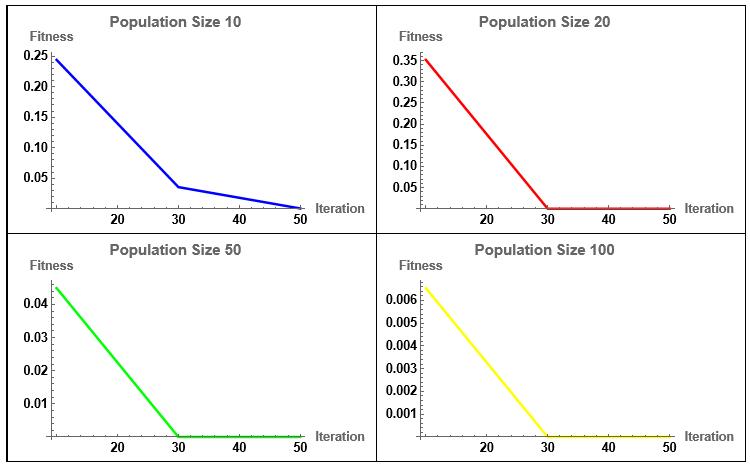 Population Size 10
Fitness
0.25
0.20
0.15
0.10
0.05
20 30 40 50 Iteration
Population Size 20
Fitness
0.35
0.30
0.25
0.20
0.15
0.10
0.05
20 30 40 50 Iteration
Population Size 50
Fitness
0.04
0.03
0.02
0.01
20 30 40 50 Iteration
Population Size 100
Fitness
0.006
0.005
0.004
0.003
0.002
0.001
20 30 40 50 Iteration